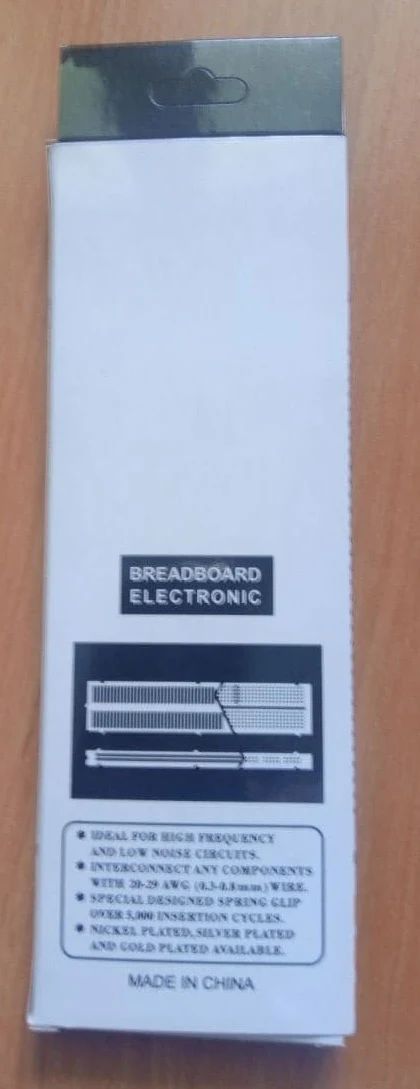 BREADBOARD
ELECTRONIC
* IDEAL FOR HIGH FREQUENCY
AND LOW NOISE CIRCUITS.
* INTERCONNECT ANY COMPONENTS
WITH 20-29 AWG (0.3-0.8mm) WIRE.
* SPECIAL DESIGNED SPRING CLIP
OVER 5,000 INSERTION CYCLES.
* NICKEL PLATED, SILVER PLATED
AND GOLD PLATED AVAILABLE.
MADE IN CHINA